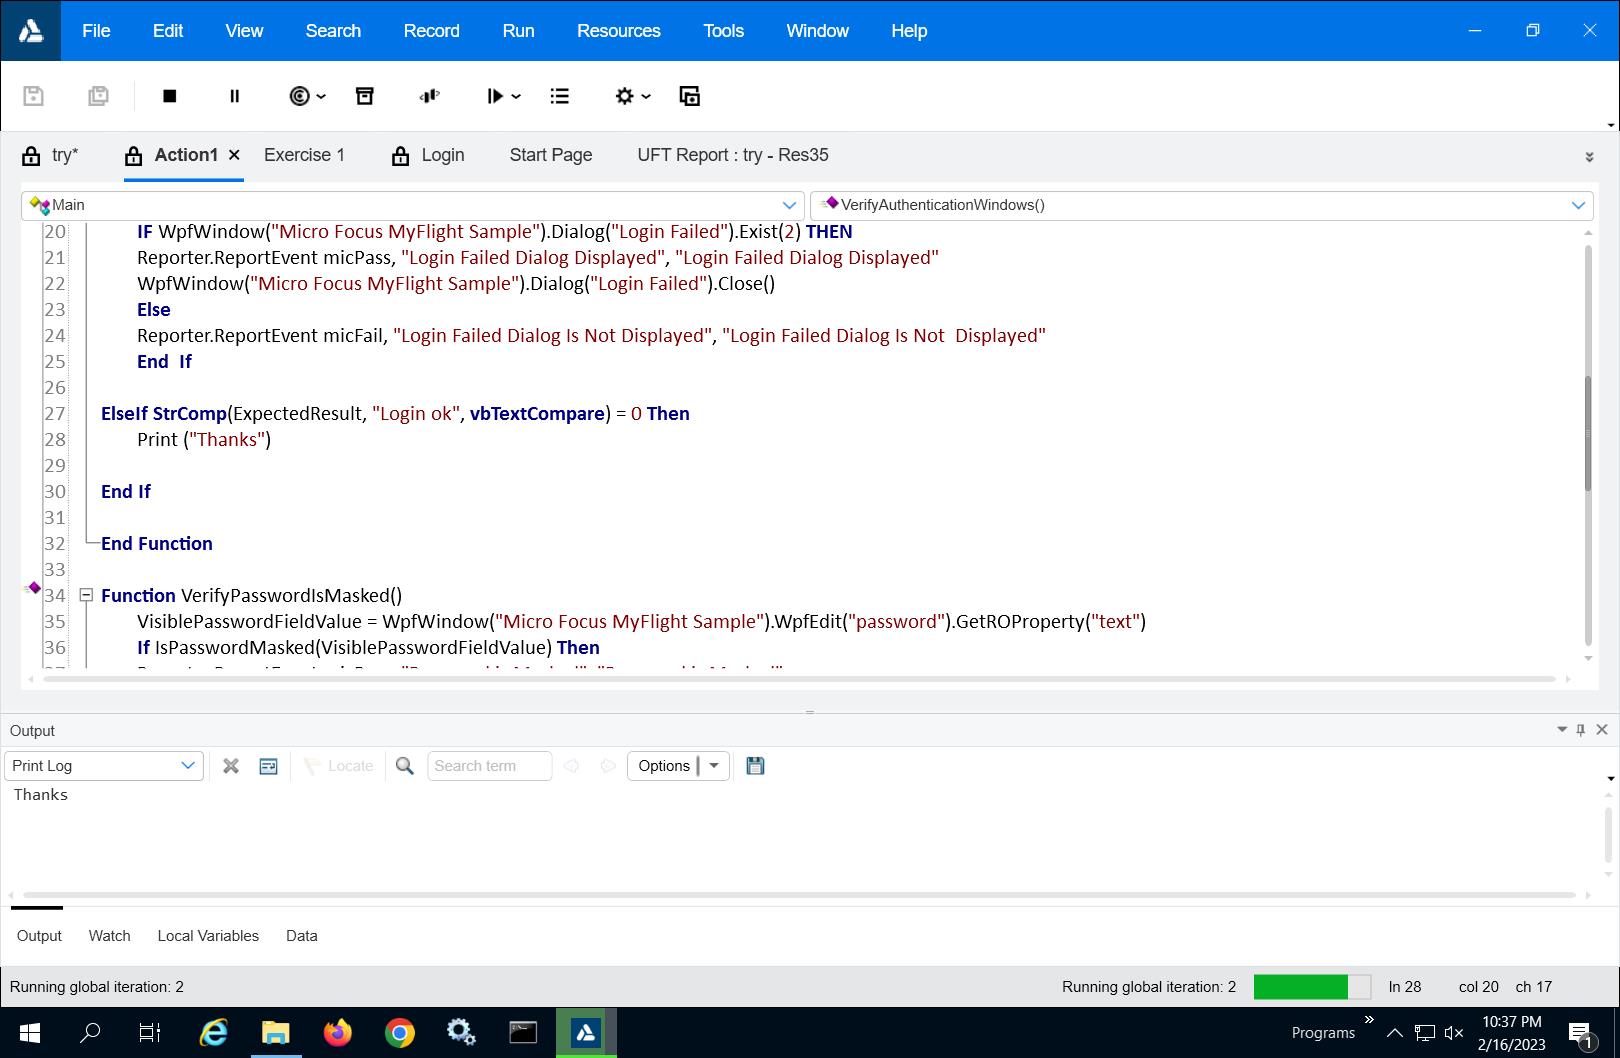 File Edit View Search Record Run Resources Tools Window Help
try* Action1 Exercise 1 Login Start Page UFT Report : try - Res35
Main VerifyAuthenticationWindows()
20 IF WpfWindow("Micro Focus MyFlight Sample").Dialog("Login Failed").Exist(2) THEN
21 Reporter.ReportEvent micPass, "Login Failed Dialog Displayed", "Login Failed Dialog Displayed"
22 WpfWindow("Micro Focus MyFlight Sample").Dialog("Login Failed").Close()
23 Else
24 Reporter.ReportEvent micFail, "Login Failed Dialog Is Not Displayed", "Login Failed Dialog Is Not  Displayed"
25 End  If
26
27 ElseIf StrComp(ExpectedResult, "Login ok", vbTextCompare) = 0 Then
28 Print ("Thanks")
29
30 End If
31
32 End Function
33
34 Function VerifyPasswordIsMasked()
35 VisiblePasswordFieldValue = WpfWindow("Micro Focus MyFlight Sample").WpfEdit("password").GetROProperty("text")
36 If IsPasswordMasked(VisiblePasswordFieldValue) Then
Output
Print Log Locate Search term Options
Thanks
Output Watch Local Variables Data
Running global iteration: 2 Running global iteration: 2 ln 28 col 20 ch 17
Programs 10:37 PM
2/16/2023 1